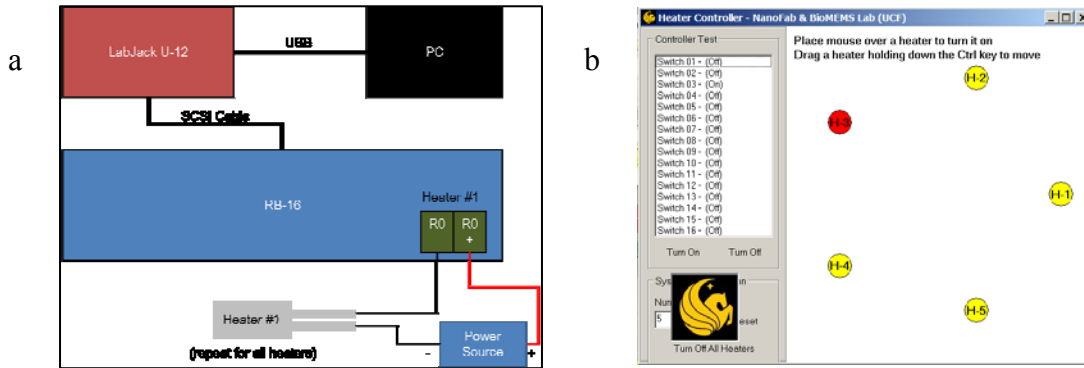 a
LabJack U-12
USB
PC
SCSI Cable
RB-16
Heater #1
R0
R0
+
Heater #1
(repeat for all heaters)
-
Power
Source
+
b
Heater Controller - NanoFab & BioMEMS Lab (UCF)
Controller Test
Switch 01 - (Off)
Switch 02 - (Off)
Switch 03 - (On)
Switch 04 - (Off)
Switch 05 - (Off)
Switch 06 - (Off)
Switch 07 - (Off)
Switch 08 - (Off)
Switch 09 - (Off)
Switch 10 - (Off)
Switch 11 - (Off)
Switch 12 - (Off)
Switch 13 - (Off)
Switch 14 - (Off)
Switch 15 - (Off)
Switch 16 - (Off)
Turn On Turn Off
5
Turn Off All Heaters
Place mouse over a heater to turn it on
Drag a heater holding down the Ctrl key to move
H-2
H-3
H-1
H-4
H-5